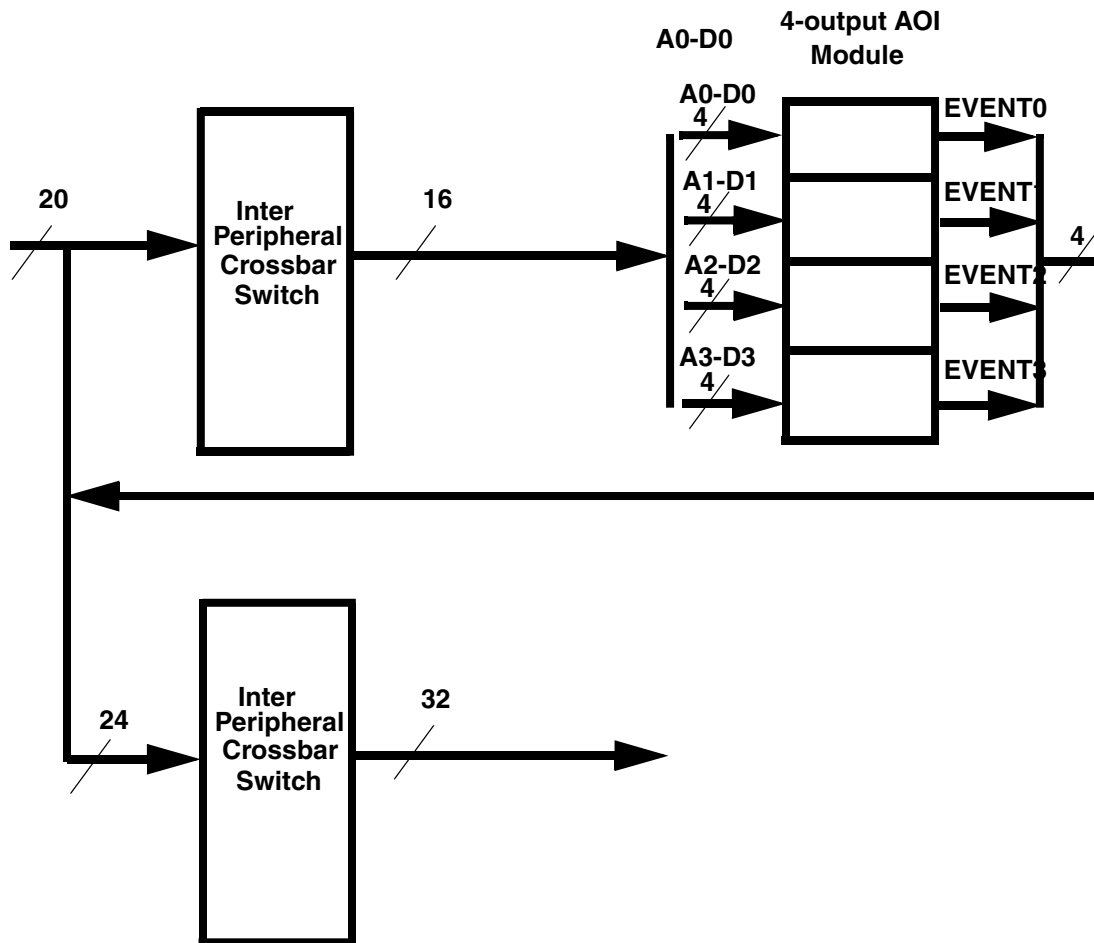 4-output AOI
Module
A0-D0
A0-D0
4
EVENT0
20
Inter
Peripheral
Crossbar
Switch
16
A1-D1
4
EVENT1
4
A2-D2
4
EVENT2
A3-D3
4
EVENT3
24
Inter
Peripheral
Crossbar
Switch
32